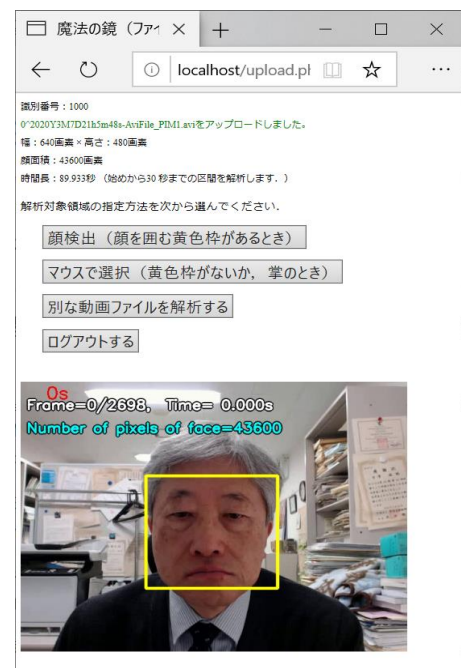 魔法の鏡（ファイ
localhost/upload.pl
識別番号：1000
0^2020Y3M7D21h5m48s-AviFile_PIM1.aviをアップロードしました。
幅：640画素 × 高さ：480画素
顔面積：43600画素
時間長：89.933秒 （始めから30 秒までの区間を解析します．）
解析対象領域の指定方法を次から選んでください．
顔検出（顔を囲む黄色枠があるとき）
マウスで選択（黄色枠がないか，掌のとき）
別な動画ファイルを解析する
ログアウトする
0s
Frame=0/2698, Time= 0.000s
Number of pixels of face=43600